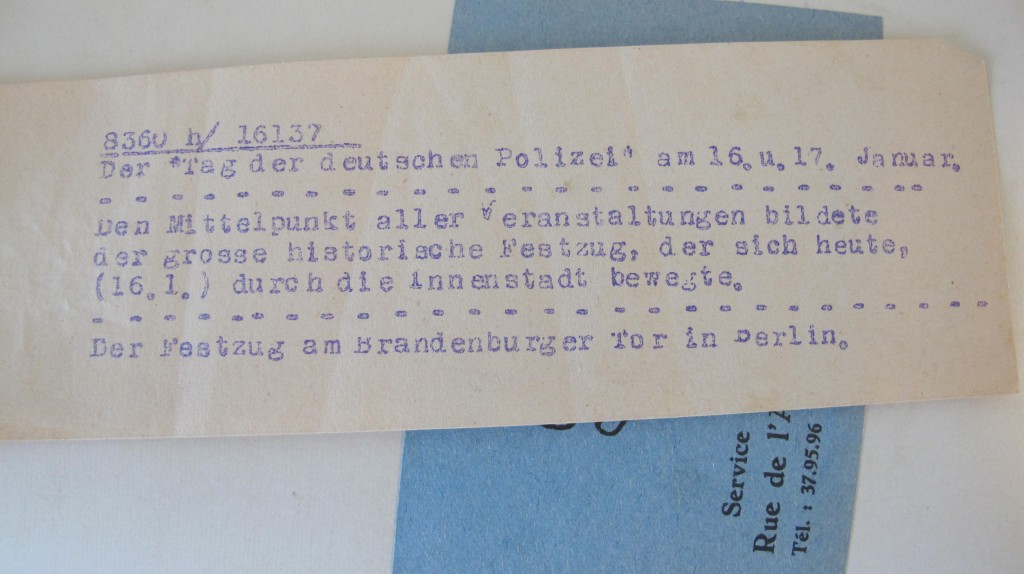 8360 h/ 16137
Der "Tag der deutschen Polizei" am 16.u.17. Januar.
- - - - - - - - - - - - - - - - - - - - - - - - - -
Den Mittelpunkt aller Veranstaltungen bildete
der grosse historische Festzug, der sich heute,
(16.1.) durch die Innenstadt bewegte.
- - - - - - - - - - - - - - - - - - - - - - - - - - - -
Der Festzug am Brandenburger Tor in Berlin.
Service
Rue de l'A
Tél. : 37.95.96